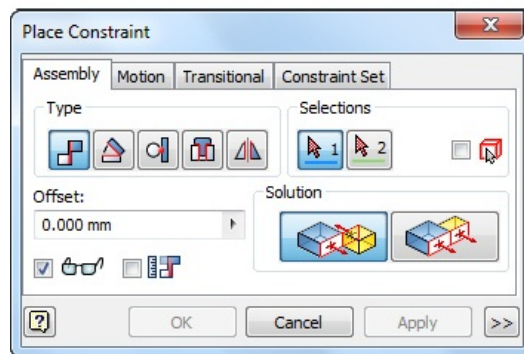 Place Constraint
Assembly Motion Transitional Constraint Set
Type
Selections
1 2
Offset:
0.000 mm
Solution
? OK Cancel Apply >>